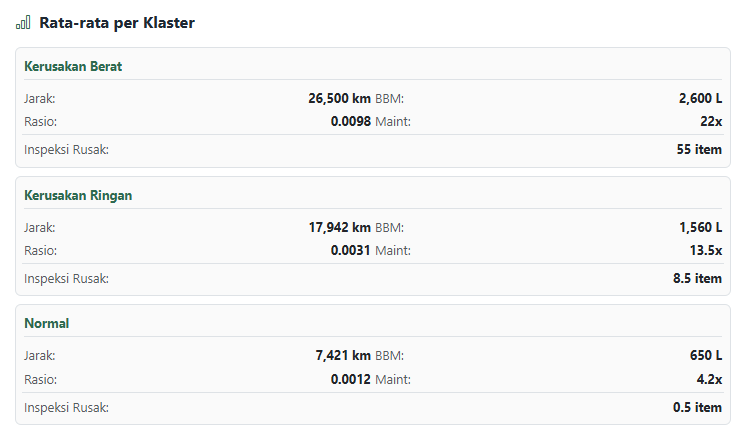 Rata-rata per Klaster
Kerusakan Berat
Jarak: 26,500 km BBM: 2,600 L
Rasio: 0.0098 Maint: 22x
Inspeksi Rusak: 55 item
Kerusakan Ringan
Jarak: 17,942 km BBM: 1,560 L
Rasio: 0.0031 Maint: 13.5x
Inspeksi Rusak: 8.5 item
Normal
Jarak: 7,421 km BBM: 650 L
Rasio: 0.0012 Maint: 4.2x
Inspeksi Rusak: 0.5 item